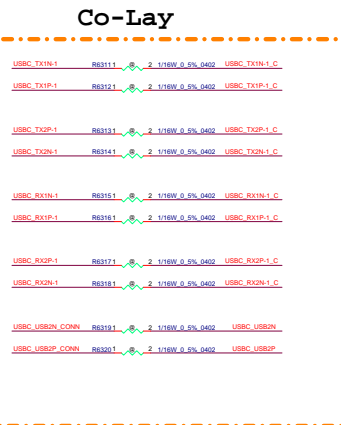 Co-Lay
USBC_TX1N-1 R6311 1 @ 2 1/16W_0_5%_0402 USBC_TX1N-1_C
USBC_TX1P-1 R6312 1 @ 2 1/16W_0_5%_0402 USBC_TX1P-1_C
USBC_TX2P-1 R6313 1 @ 2 1/16W_0_5%_0402 USBC_TX2P-1_C
USBC_TX2N-1 R6314 1 @ 2 1/16W_0_5%_0402 USBC_TX2N-1_C
USBC_RX1N-1 R6315 1 @ 2 1/16W_0_5%_0402 USBC_RX1N-1_C
USBC_RX1P-1 R6316 1 @ 2 1/16W_0_5%_0402 USBC_RX1P-1_C
USBC_RX2P-1 R6317 1 @ 2 1/16W_0_5%_0402 USBC_RX2P-1_C
USBC_RX2N-1 R6318 1 @ 2 1/16W_0_5%_0402 USBC_RX2N-1_C
USBC_USB2N_CONN R6319 1 @ 2 1/16W_0_5%_0402 USBC_USB2N
USBC_USB2P_CONN R6320 1 @ 2 1/16W_0_5%_0402 USBC_USB2P